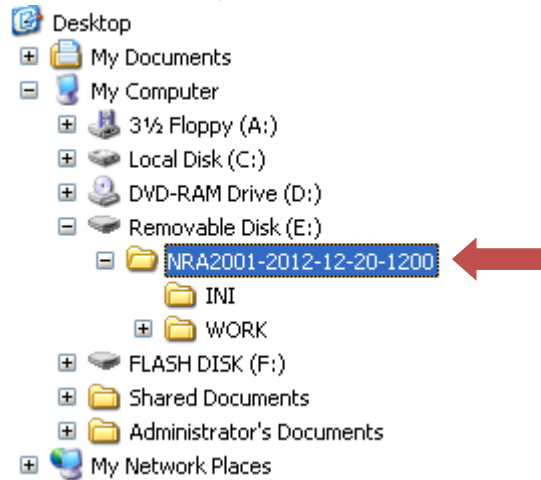 Desktop
My Documents
My Computer
3½ Floppy (A:)
Local Disk (C:)
DVD-RAM Drive (D:)
Removable Disk (E:)
NRA2001-2012-12-20-1200
INI
WORK
FLASH DISK (F:)
Shared Documents
Administrator's Documents
My Network Places